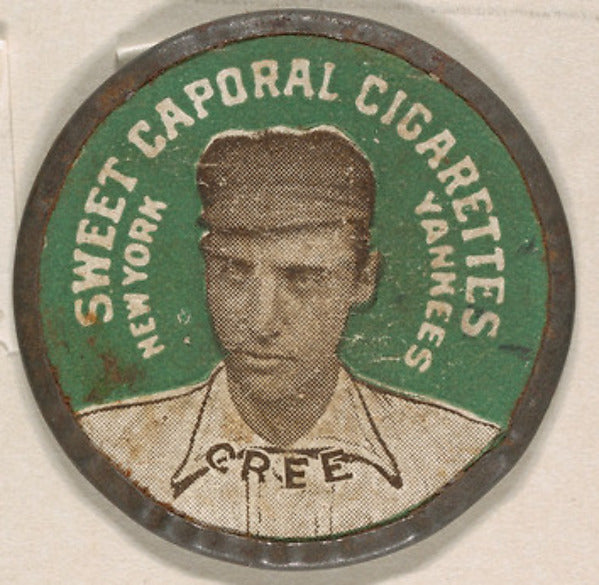 SWEET CAPORAL CIGARETTES
NEW YORK
YANKEES
CREE